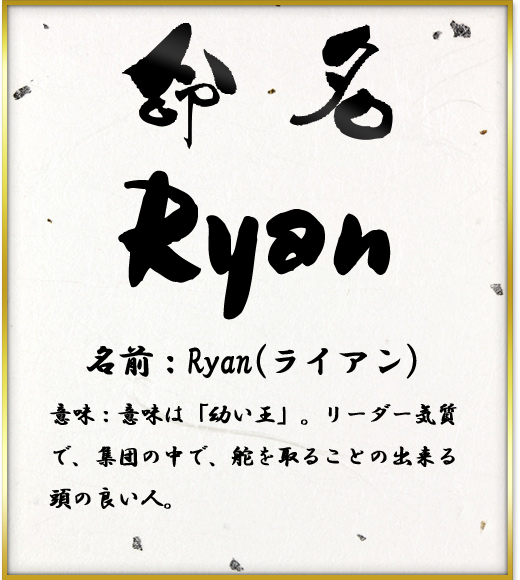 命名
Ryan
名前：Ryan(ライアン)
意味：意味は「幼い王」。リーダー気質
で、集団の中で、舵を取ることの出来る
頭の良い人。